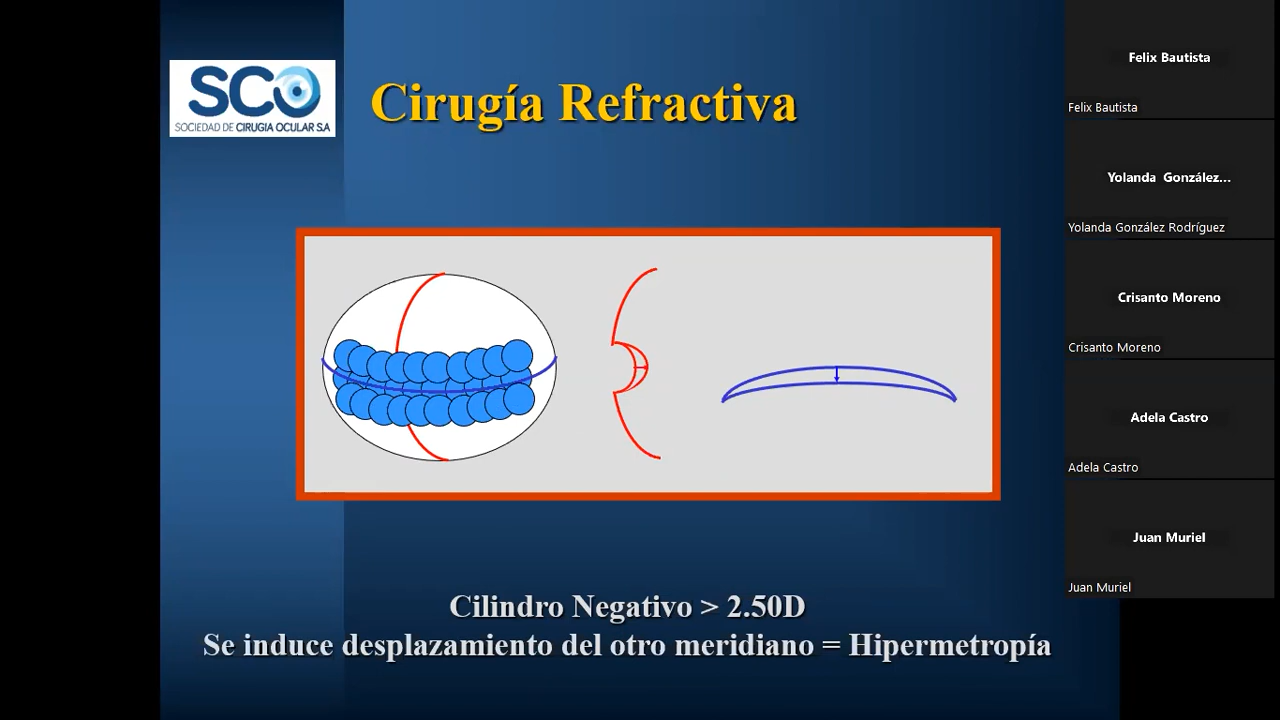 SCO
SOCIEDAD DE CIRUGIA OCULAR S.A
Cirugía Refractiva
Cilindro Negativo > 2.50D
Se induce desplazamiento del otro meridiano = Hipermetropía
Felix Bautista
Felix Bautista
Yolanda González...
Yolanda González Rodríguez
Crisanto Moreno
Crisanto Moreno
Adela Castro
Adela Castro
Juan Muriel
Juan Muriel